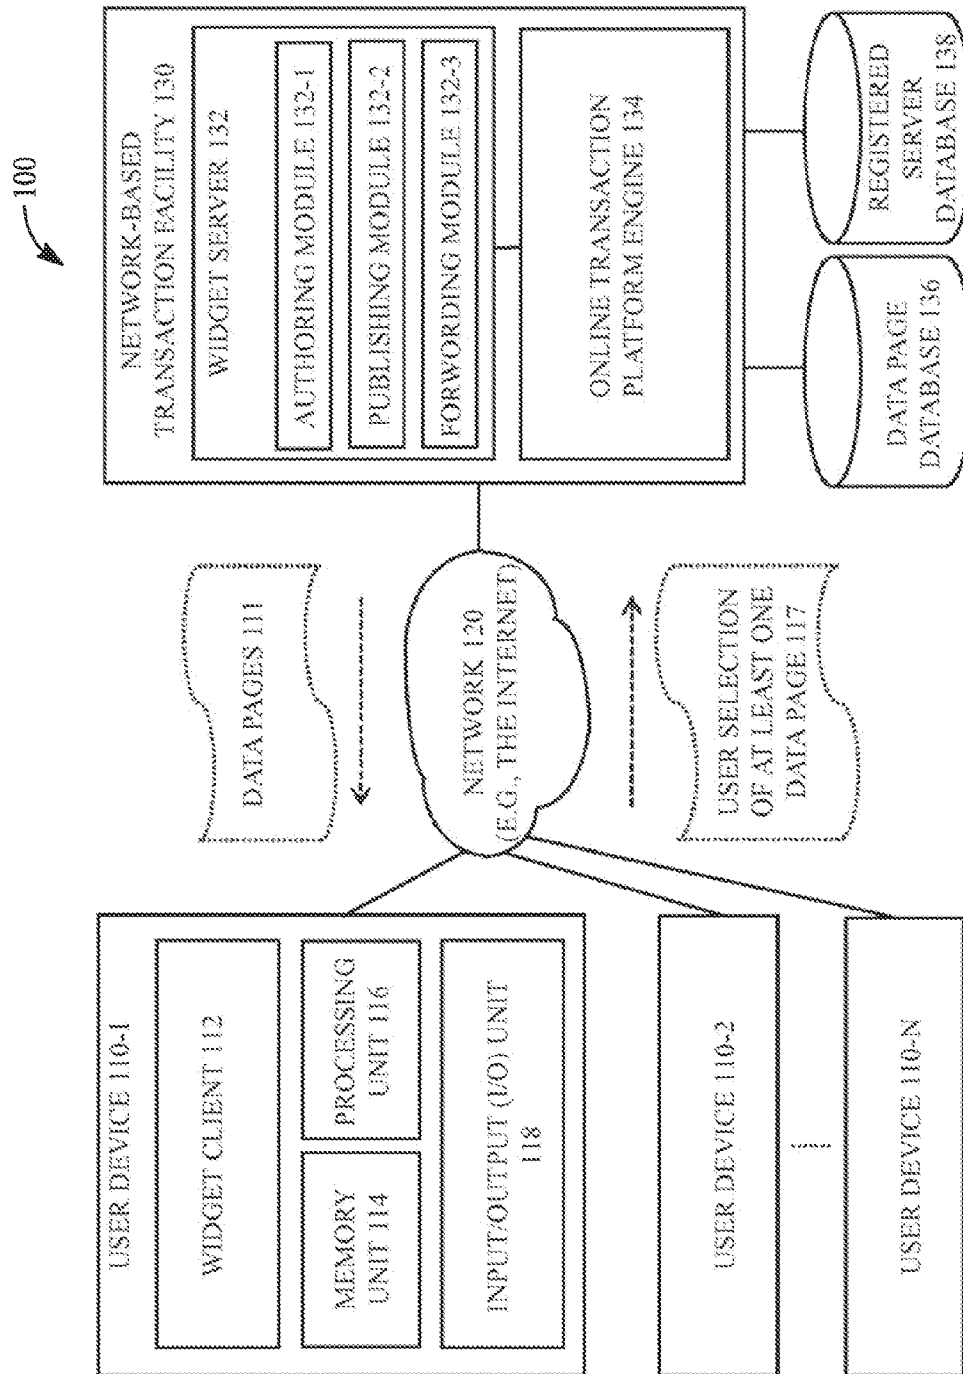 100
USER DEVICE 110-1
WIDGET CLIENT 112
MEMORY
UNIT 114
PROCESSING
UNIT 116
INPUT/OUTPUT (I/O) UNIT
118
USER DEVICE 110-2
USER DEVICE 110-N
DATA PAGES 111
NETWORK 120
(E.G., THE INTERNET)
USER SELECTION
OF AT LEAST ONE
DATA PAGE 117
NETWORK-BASED
TRANSACTION FACILITY 130
WIDGET SERVER 132
AUTHORING MODULE 132-1
PUBLISHING MODULE 132-2
FORWORDING MODULE 132-3
ONLINE TRANSACTION
PLATFORM ENGINE 134
DATA PAGE
DATABASE 136
REGISTERED
SERVER
DATABASE 138